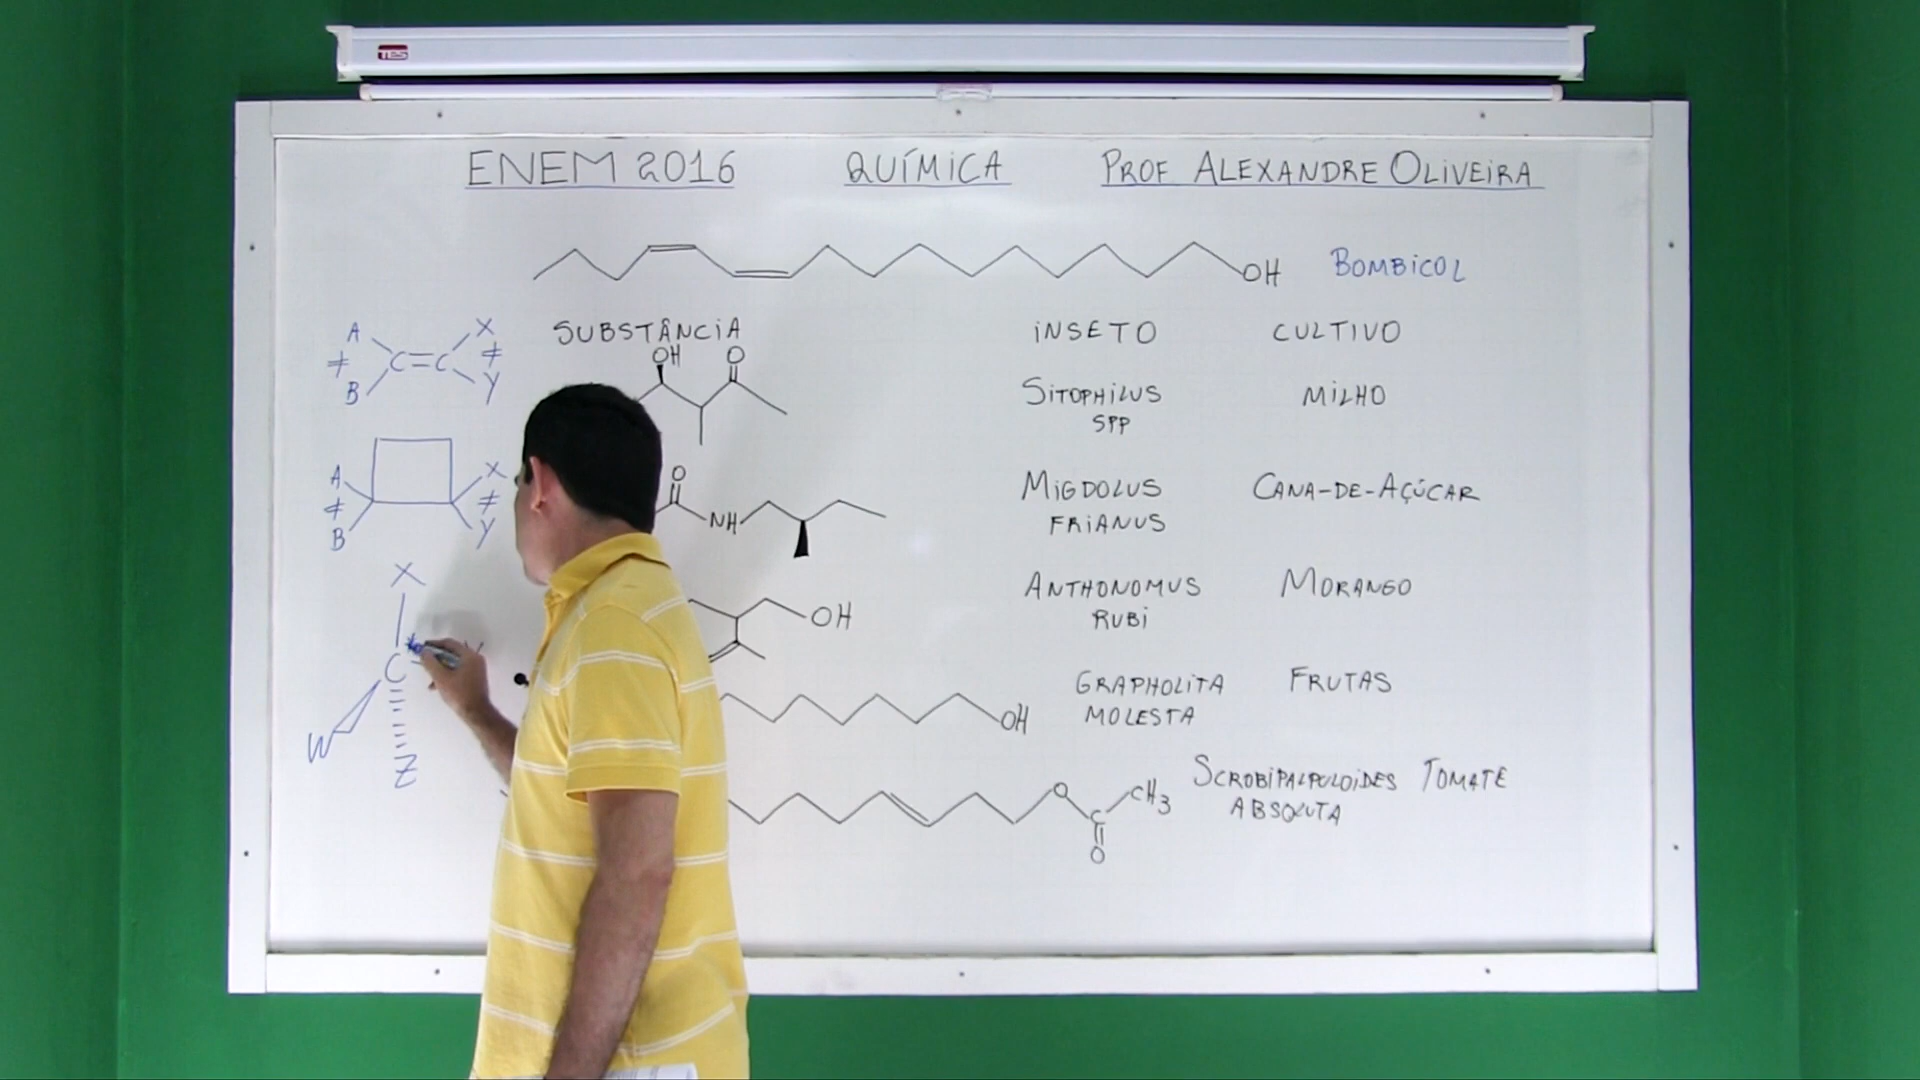 TES
ENEM 2016 QUÍMICA PROF ALEXANDRE OLIVEIRA
OH BOMBICOL
SUBSTÂNCIA INSETO CULTIVO
A X
C=C
≠ ≠
B Y
OH O
SITOPHILUS MILHO
SPP
A X
≠ ≠
B Y
O
NH
MIGDOLUS CANA-DE-AÇÚCAR
FRIANUS
X
C
W
Z
OH
ANTHONOMUS MORANGO
RUBI
OH
GRAPHOLITA FRUTAS
MOLESTA
O C CH3
O
SCROBIPALPULOIDES TOMATE
ABSOLUTA